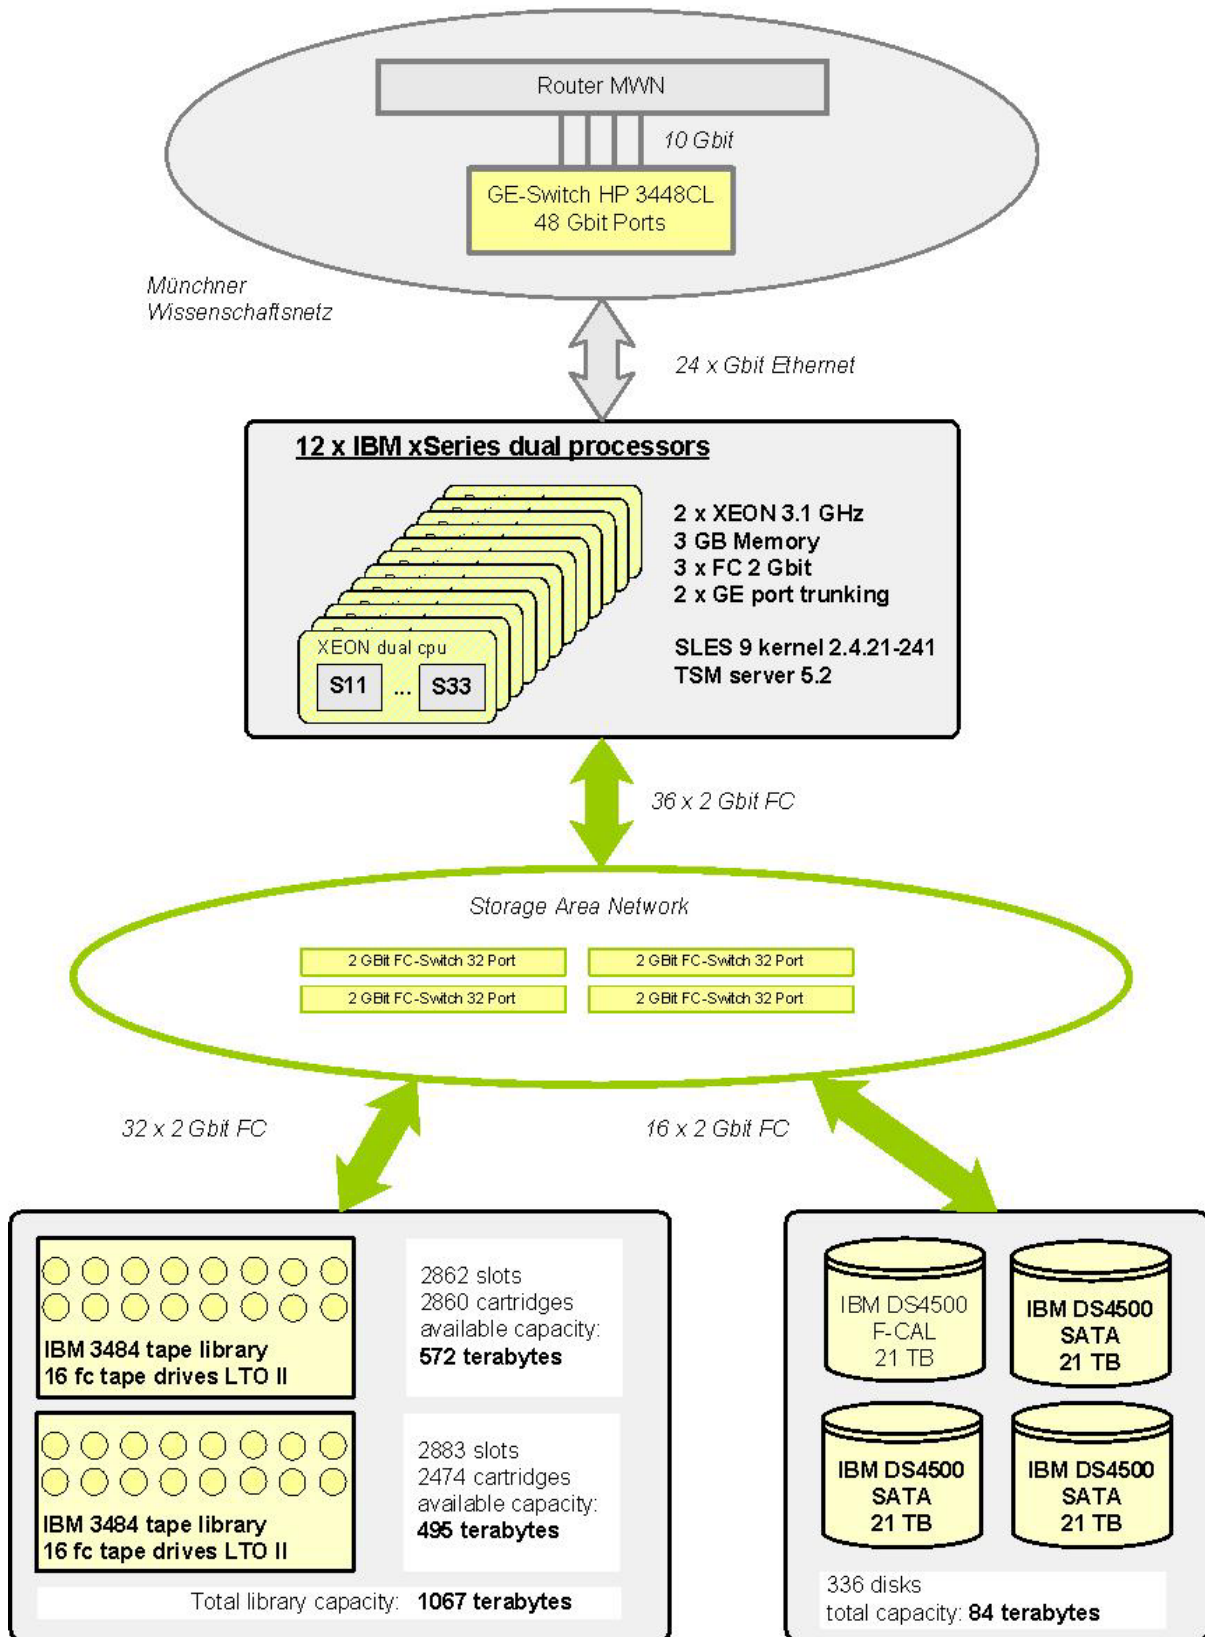 Router MWN
10 Gbit
GE-Switch HP 3448CL
48 Gbit Ports
Münchner
Wissenschaftsnetz
24 x Gbit Ethernet
12 x IBM xSeries dual processors
2 x XEON 3.1 GHz
3 GB Memory
3 x FC 2 Gbit
2 x GE port trunking
SLES 9 kernel 2.4.21-241
TSM server 5.2
XEON dual cpu
S11 ... S33
36 x 2 Gbit FC
Storage Area Network
2 GBit FC-Switch 32 Port
2 GBit FC-Switch 32 Port
2 GBit FC-Switch 32 Port
2 GBit FC-Switch 32 Port
32 x 2 Gbit FC
16 x 2 Gbit FC
IBM 3484 tape library
16 fc tape drives LTO II
2862 slots
2860 cartridges
available capacity:
572 terabytes
IBM 3484 tape library
16 fc tape drives LTO II
2883 slots
2474 cartridges
available capacity:
495 terabytes
Total library capacity: 1067 terabytes
IBM DS4500
F-CAL
21 TB
IBM DS4500
SATA
21 TB
IBM DS4500
SATA
21 TB
IBM DS4500
SATA
21 TB
336 disks
total capacity: 84 terabytes